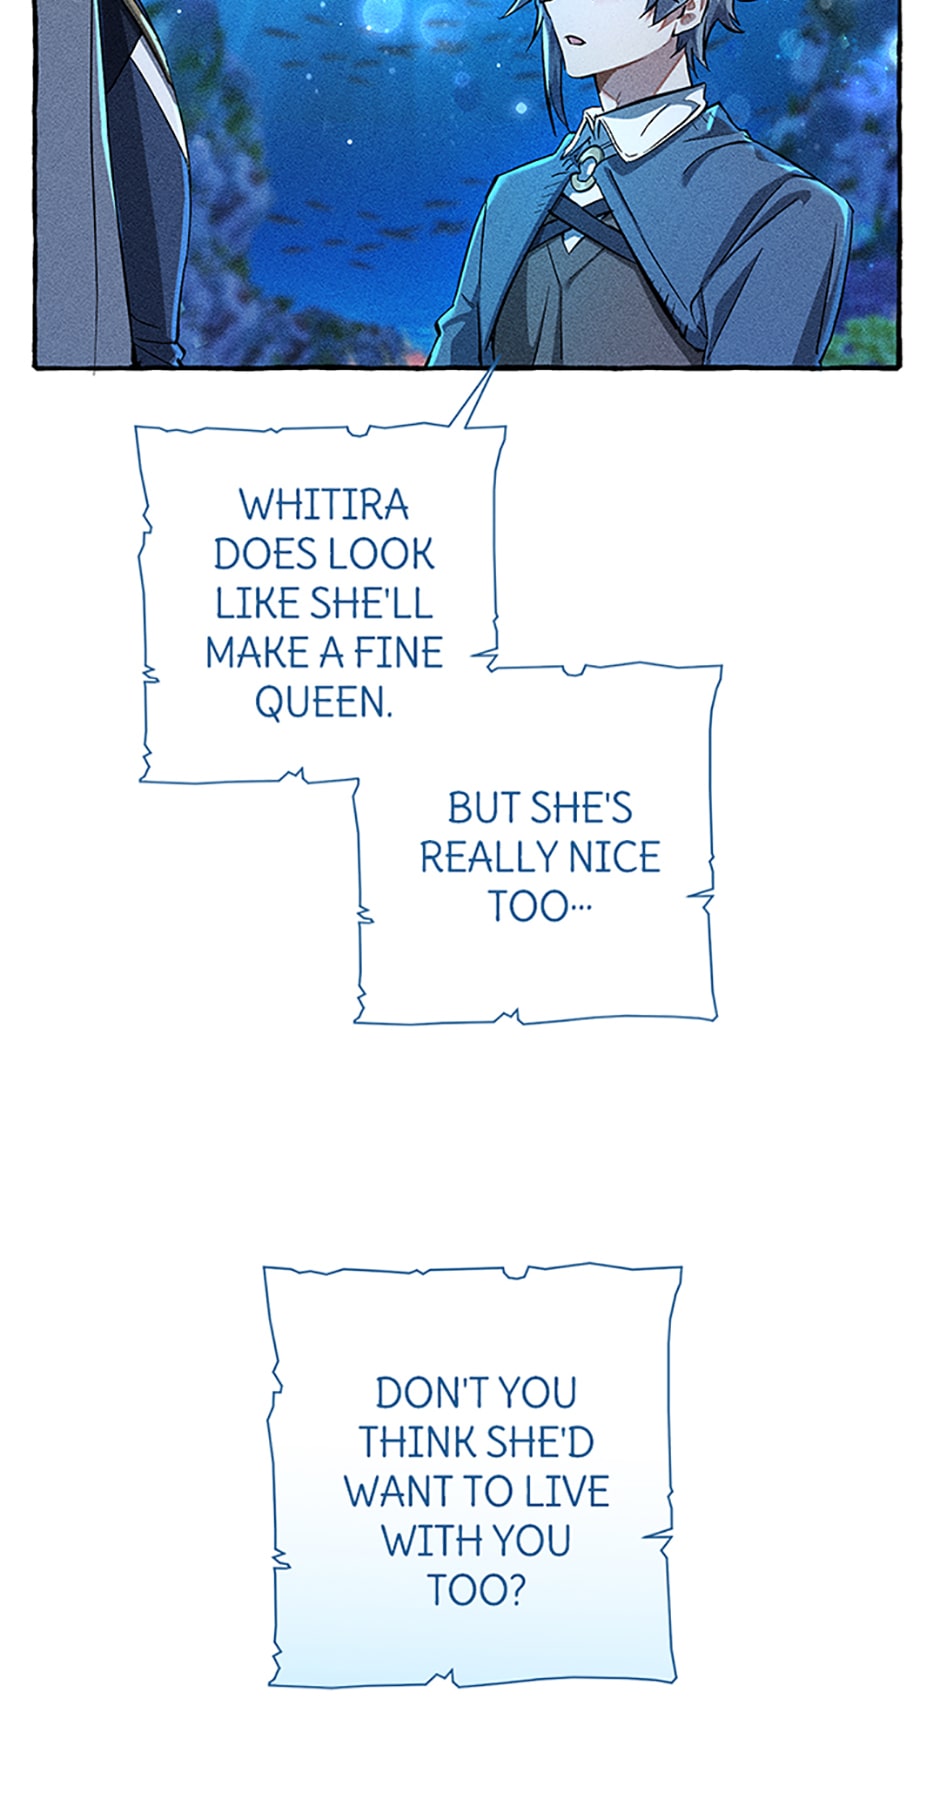 WHITIRA
DOES LOOK
LIKE SHE'LL
MAKE A FINE
QUEEN.
BUT SHE'S
REALLY NICE
TOO…
DON'T YOU
THINK SHE'D
WANT TO LIVE
WITH YOU
TOO?